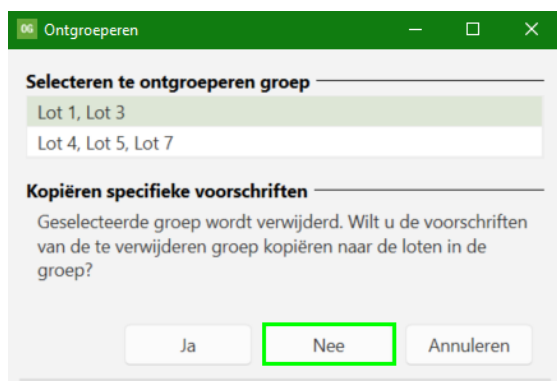 OG Ontgroeperen
Selecteren te ontgroeperen groep
Lot 1, Lot 3
Lot 4, Lot 5, Lot 7
Kopiëren specifieke voorschriften
Geselecteerde groep wordt verwijderd. Wilt u de voorschriften
van de te verwijderen groep kopiëren naar de loten in de
groep?
Ja Nee Annuleren